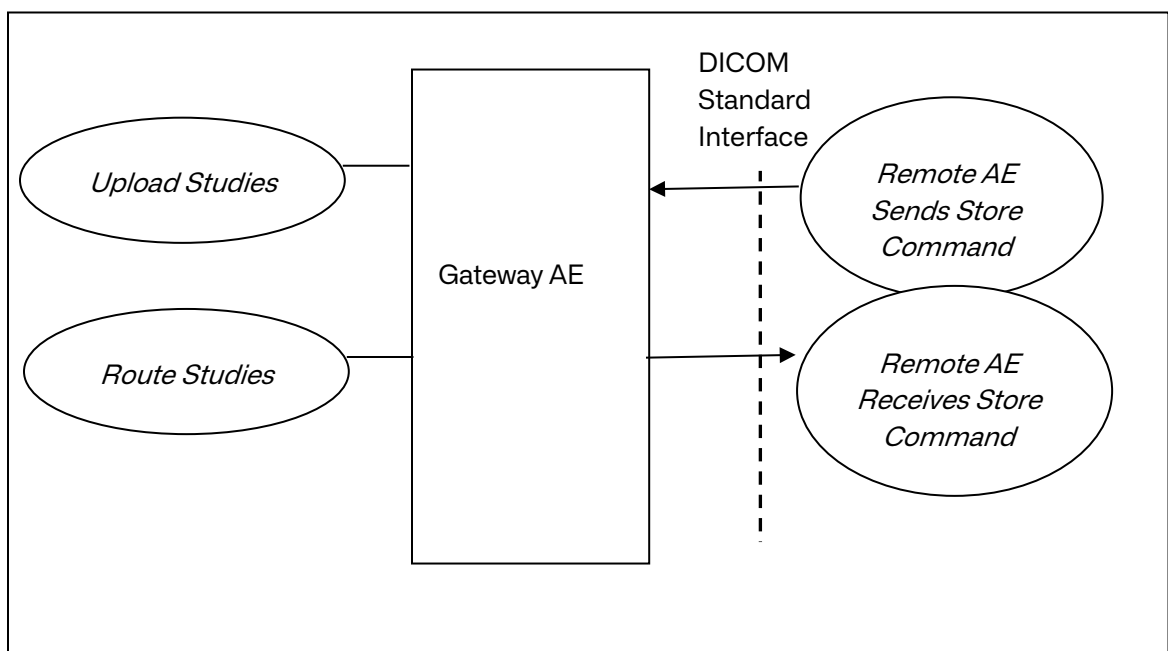 DICOM
Standard
Interface
Upload Studies
Remote AE
Sends Store
Command
Gateway AE
Route Studies
Remote AE
Receives Store
Command